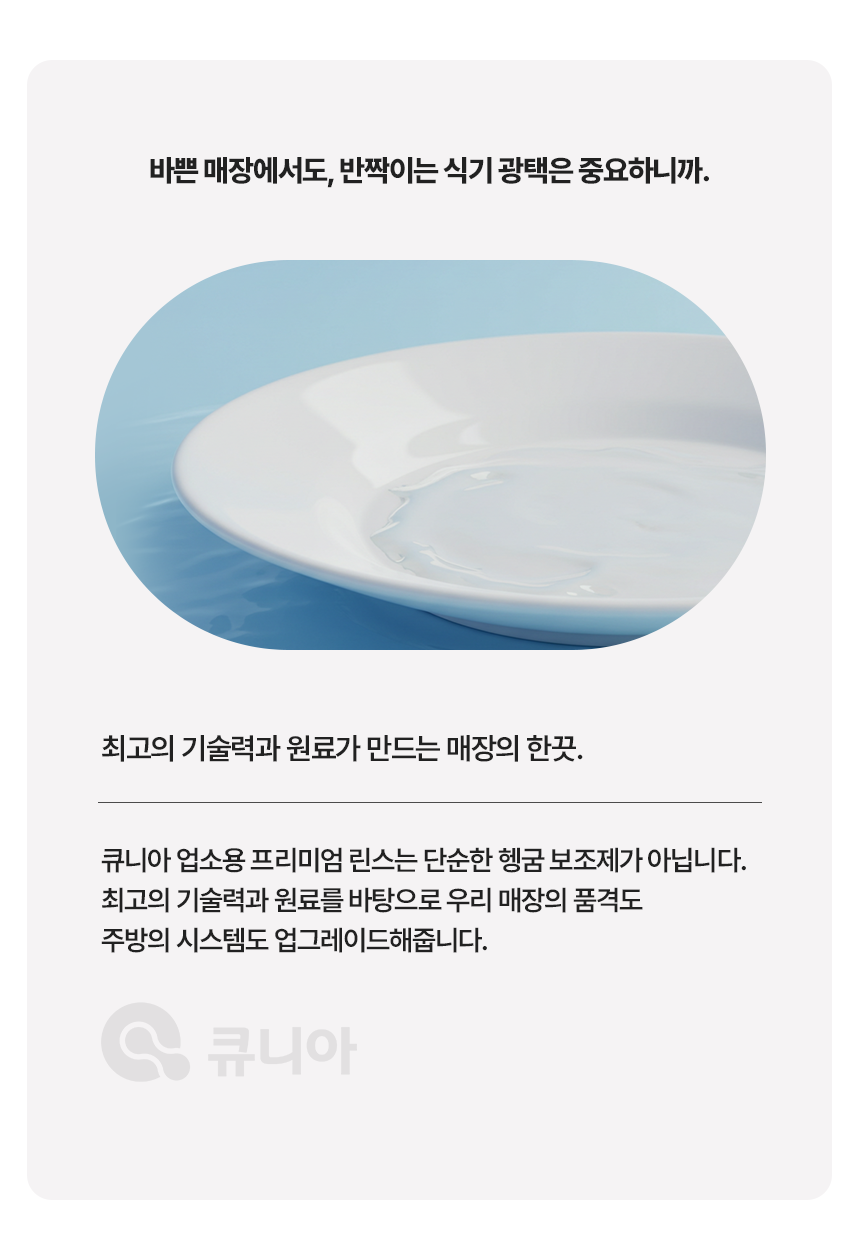 바쁜 매장에서도, 반짝이는 식기 광택은 중요하니까.
최고의 기술력과 원료가 만드는 매장의 한끗.
큐니아 업소용 프리미엄 린스는 단순한 헹굼 보조제가 아닙니다.
최고의 기술력과 원료를 바탕으로 우리 매장의 품격도
주방의 시스템도 업그레이드해줍니다.
큐니아